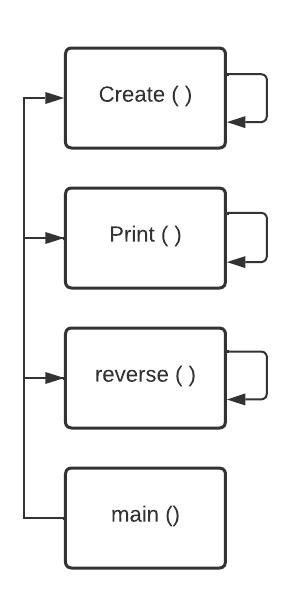 Create ( )
Print ( )
reverse ( )
main ()